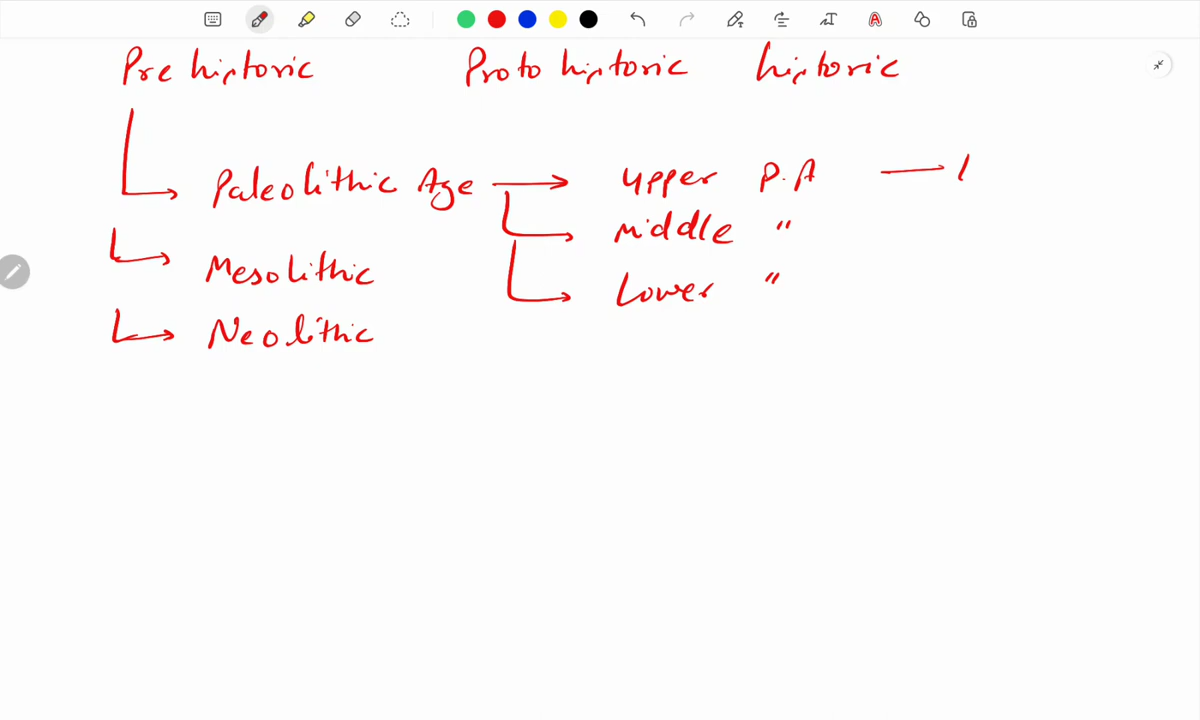 Pre historic Proto historic historic
Paleolithic Age → Upper P.A —
Middle "
Mesolithic
Lower "
Neolithic